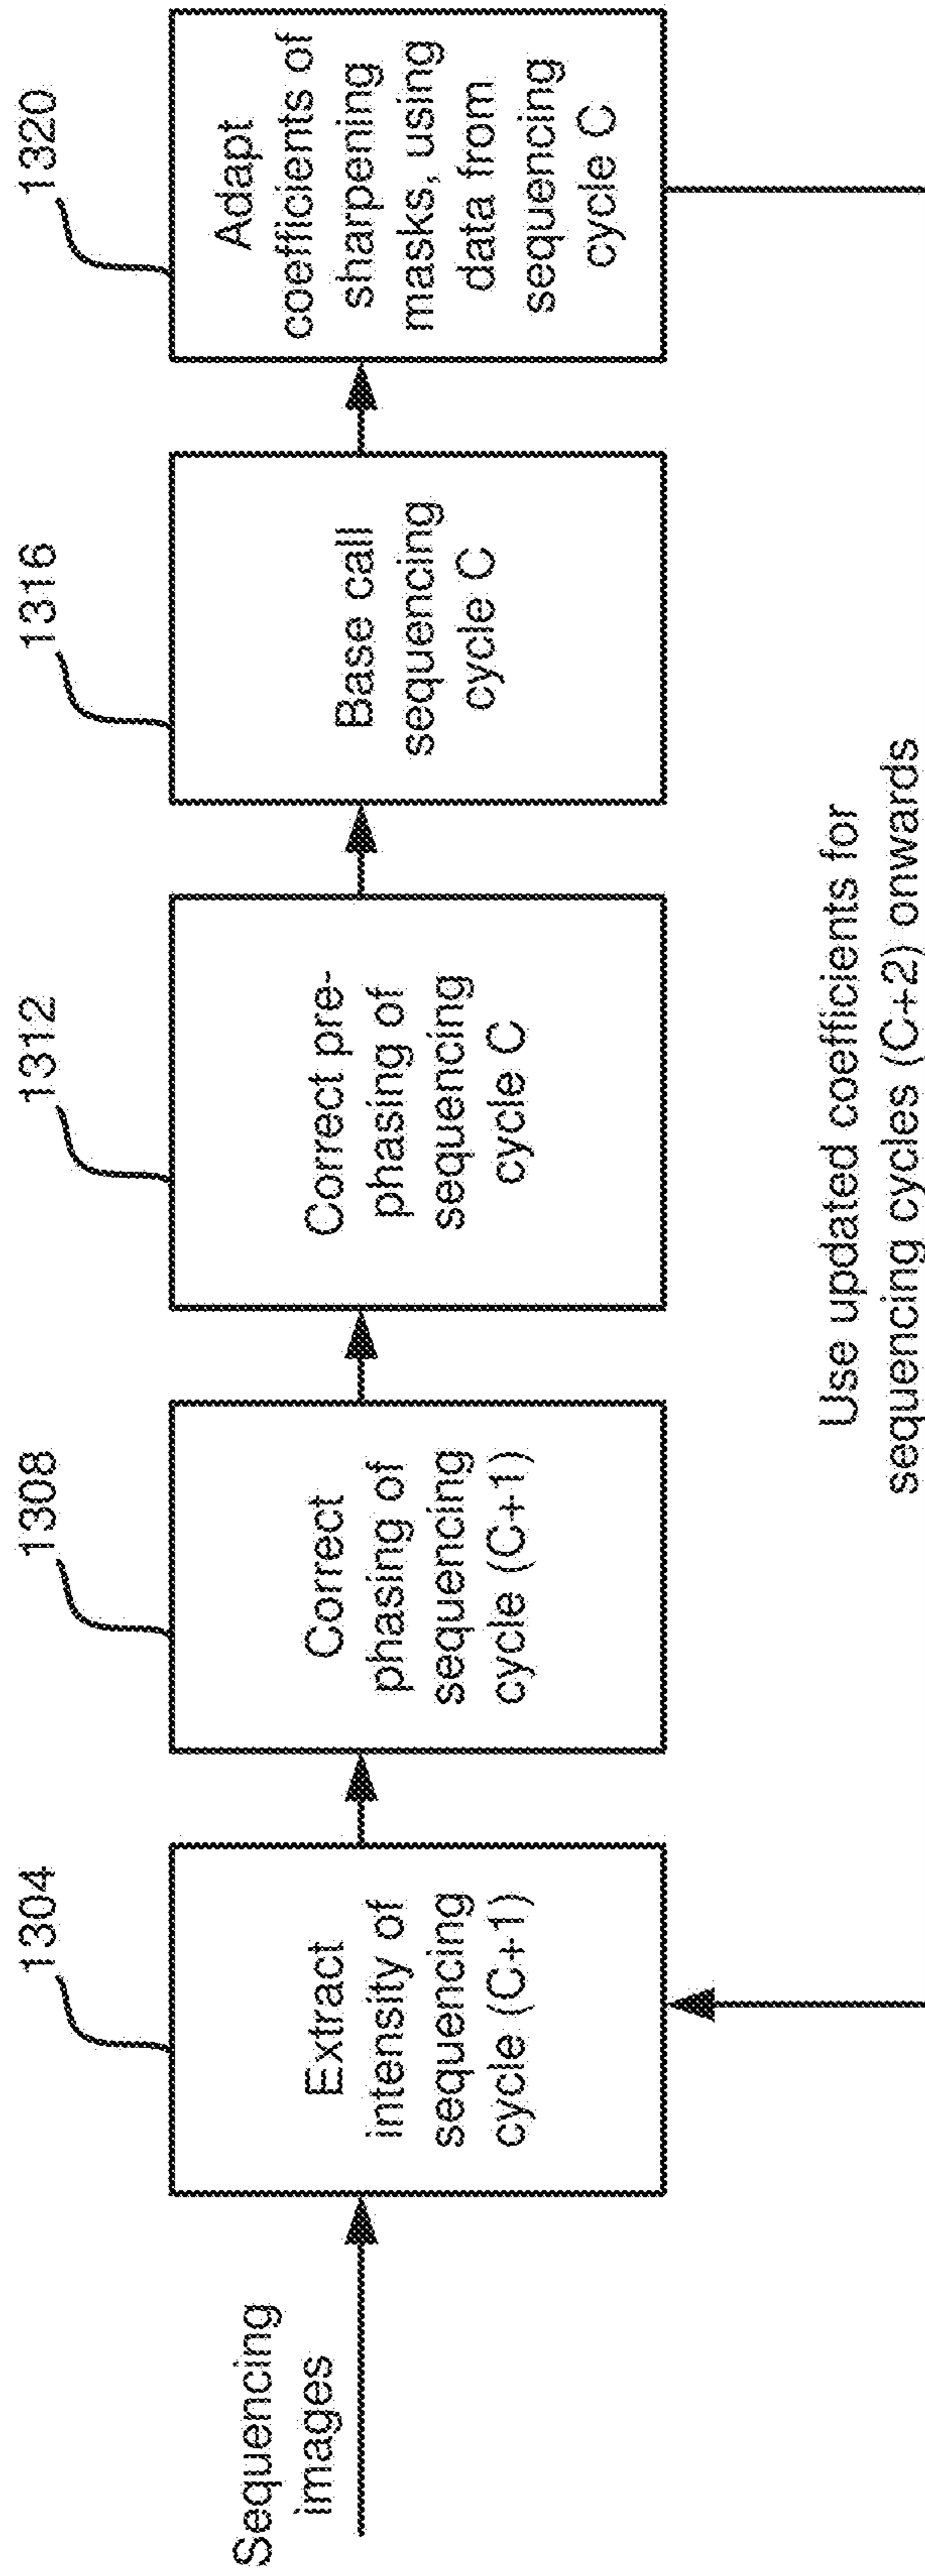 Sequencing
images
1304
Extract
intensity of
sequencing
cycle (C+1)
1308
Correct
phasing of
sequencing
cycle (C+1)
1312
Correct pre-
phasing of
sequencing
cycle C
1316
Base call
sequencing
cycle C
1320
Adapt
coefficients of
sharpening
masks, using
data from
sequencing
cycle C
Use updated coefficients for
sequencing cycles (C+2) onwards